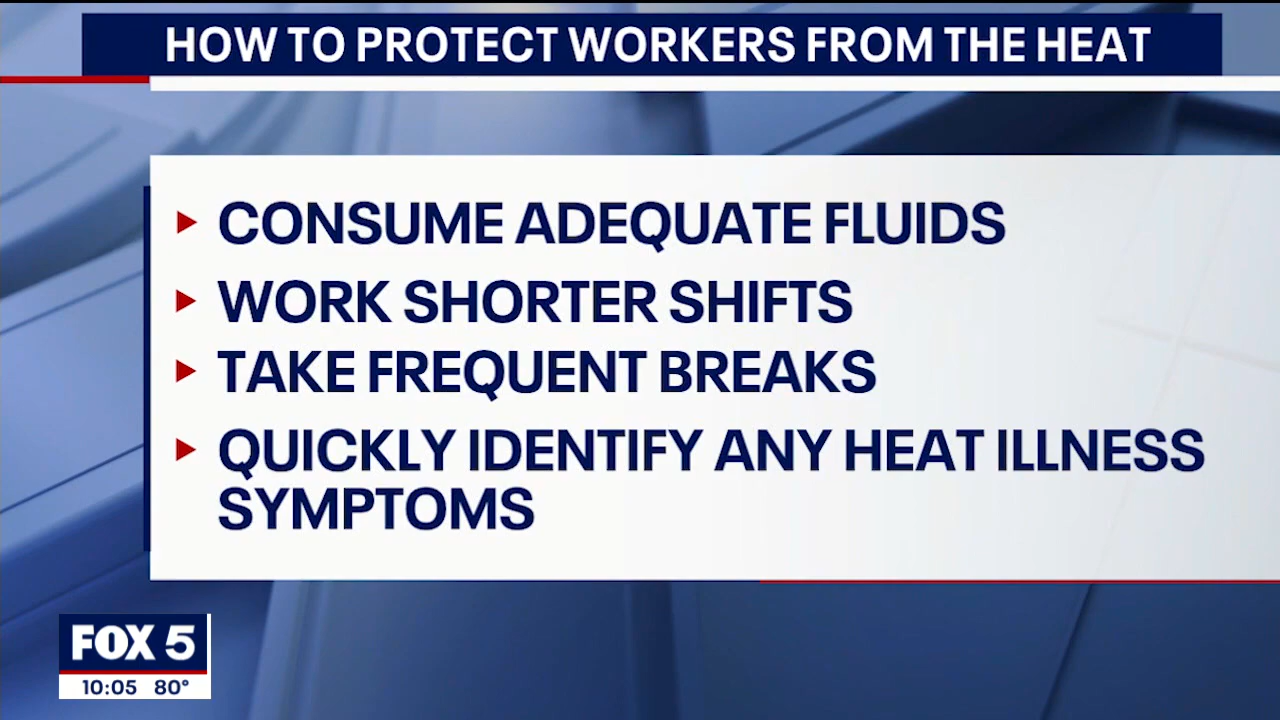 HOW TO PROTECT WORKERS FROM THE HEAT
CONSUME ADEQUATE FLUIDS
WORK SHORTER SHIFTS
TAKE FREQUENT BREAKS
QUICKLY IDENTIFY ANY HEAT ILLNESS
SYMPTOMS
FOX 5
10:05 80°